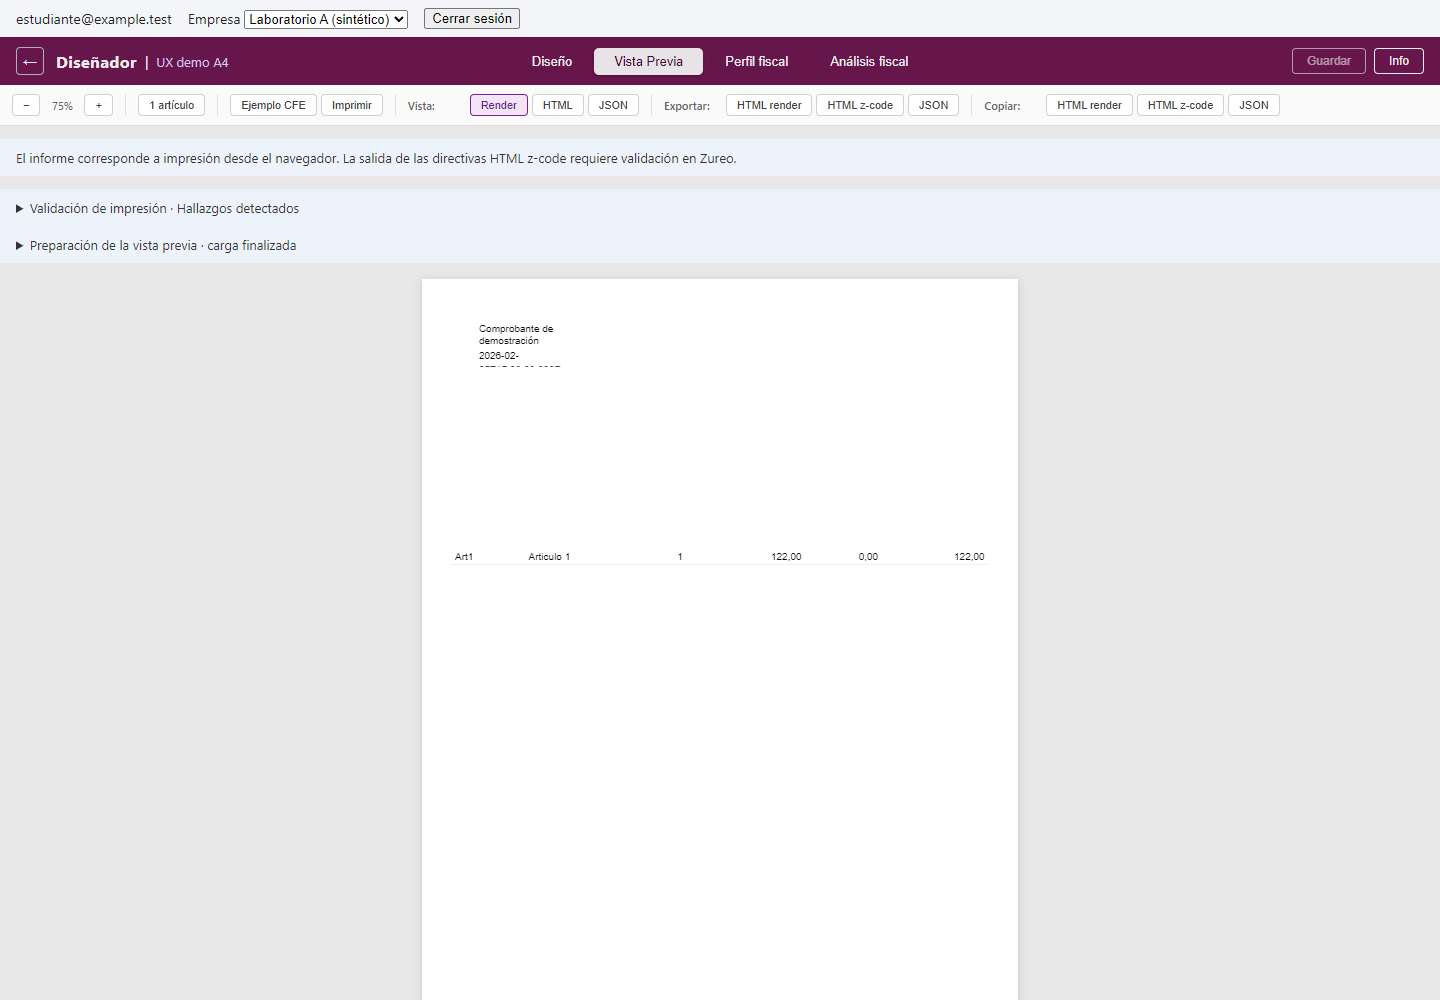 estudiante@example.test Empresa Laboratorio A (sintético) Cerrar sesión
← Diseñador | UX demo A4 Diseño Vista Previa Perfil fiscal Análisis fiscal Guardar Info
− 75% + 1 artículo Ejemplo CFE Imprimir Vista: Render HTML JSON Exportar: HTML render HTML z-code JSON Copiar: HTML render HTML z-code JSON
El informe corresponde a impresión desde el navegador. La salida de las directivas HTML z-code requiere validación en Zureo.
Validación de impresión · Hallazgos detectados
Preparación de la vista previa · carga finalizada
Comprobante de
demostración
2026-02-
Art1 Articulo 1 1 122,00 0,00 122,00